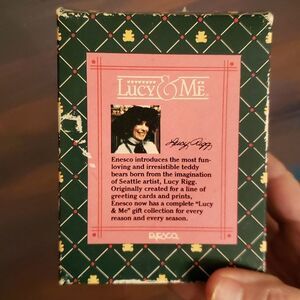 LUCY & ME
Lucy Rigg
Enesco introduces the most fun-
loving and irresistible teddy
bears born from the imagination
of Seattle artist, Lucy Rigg.
Originally created for a line of
greeting cards and prints,
Enesco now has a complete "Lucy
& Me" gift collection for every
reason and every season.
ENESCO